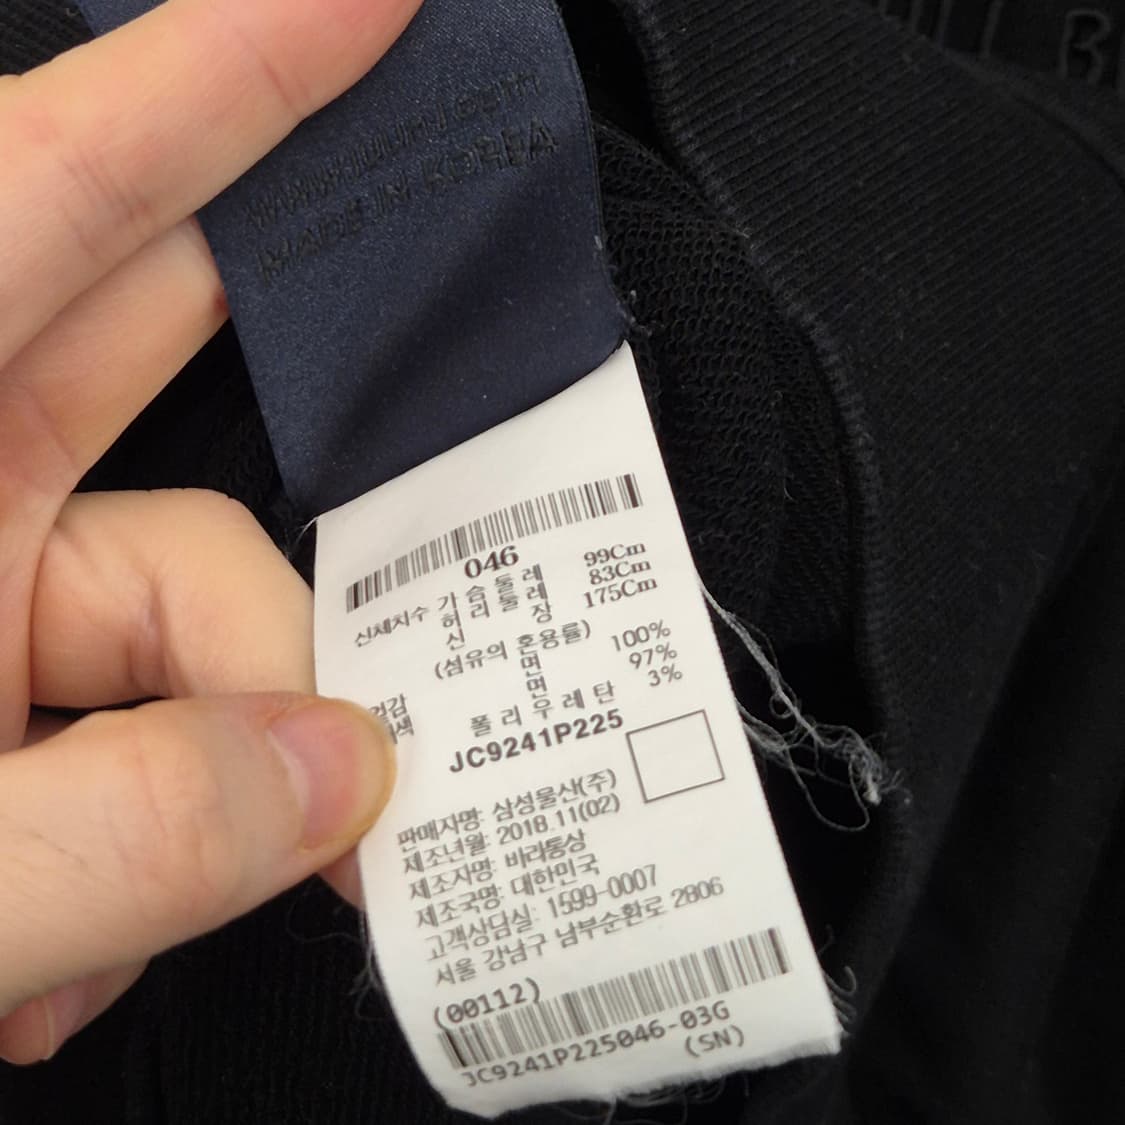 MADE IN KOREA
046
신체치수 가슴둘레 99Cm
허리둘레 83Cm
신 장 175Cm
(섬유의 혼용률)
겉감 면 100%
면 97%
폴리우레탄 3%
JC9241P225
판매자명: 삼성물산(주)
제조년월: 2018.11(02)
제조자명: 바라통상
제조국명: 대한민국
고객상담실: 1599-0007
서울 강남구 남부순환로 2806
(00112)
JC9241P225046-03G
(SN)